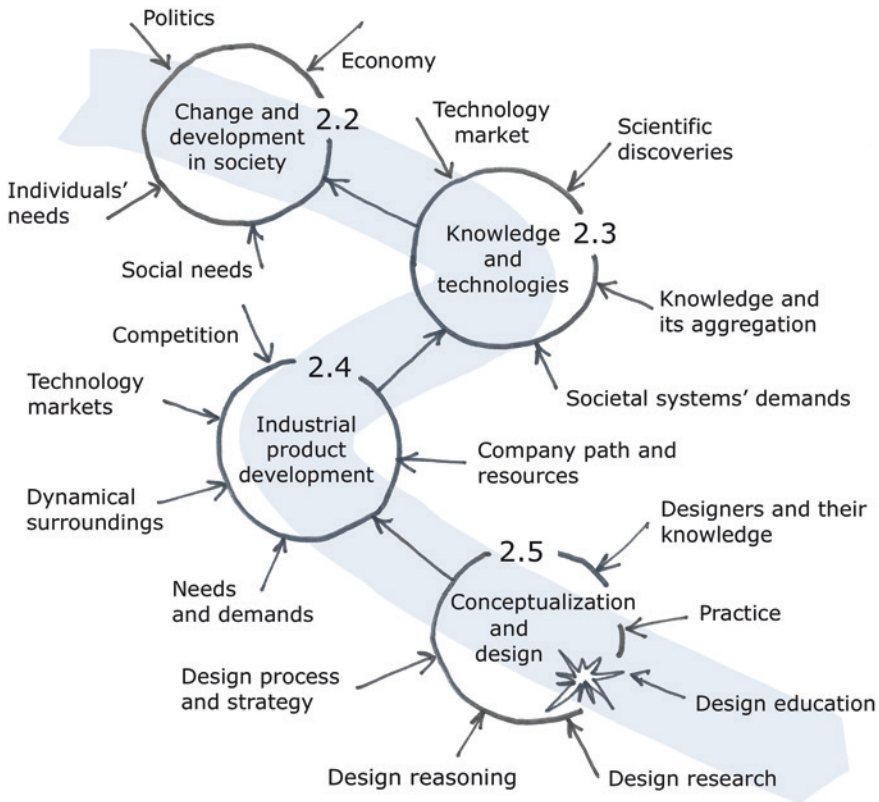 Politics
Economy
Change and
development
in society
2.2
Individuals’
needs
Social needs
Technology
market
Scientific
discoveries
Knowledge
and
technologies
2.3
Knowledge and
its aggregation
Societal systems’ demands
Competition
Technology
markets
2.4
Industrial
product
development
Company path and
resources
Dynamical
surroundings
Needs
and demands
Designers and their
knowledge
2.5
Conceptualization
and
design
Practice
Design process
and strategy
Design education
Design reasoning
Design research